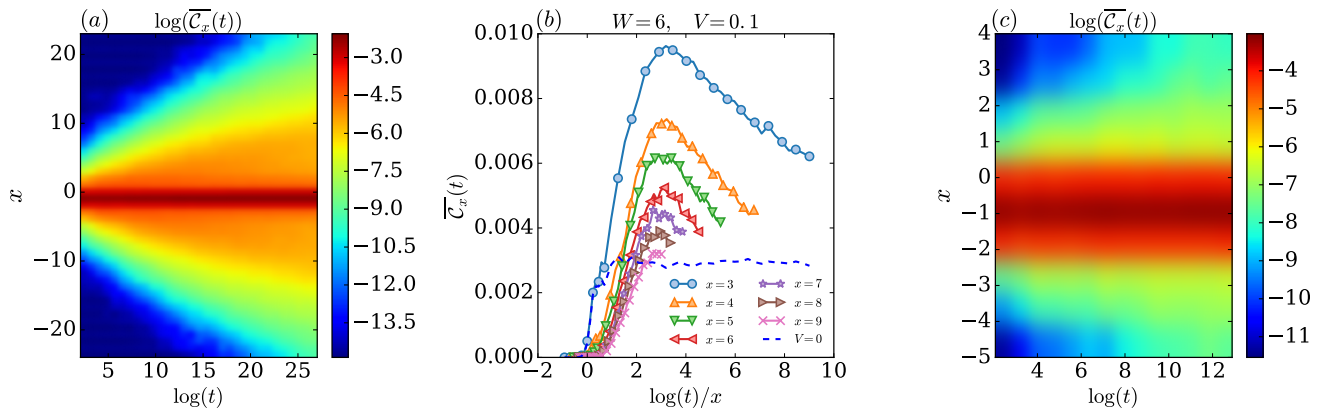 (a)
log(C̅ₓ(t))
x
20
10
0
−10
−20
5
10
15
20
25
log(t)
−3.0
−4.5
−6.0
−7.5
−9.0
−10.5
−12.0
−13.5
(b)
W=6, V=0.1
C̅ₓ(t)
0.010
0.008
0.006
0.004
0.002
0.000
−2
0
2
4
6
8
10
log(t)/x
x=3
x=4
x=5
x=6
x=7
x=8
x=9
V=0
(c)
log(C̅ₓ(t))
x
4
3
2
1
0
−1
−2
−3
−4
−5
4
6
8
10
12
log(t)
−4
−5
−6
−7
−8
−9
−10
−11